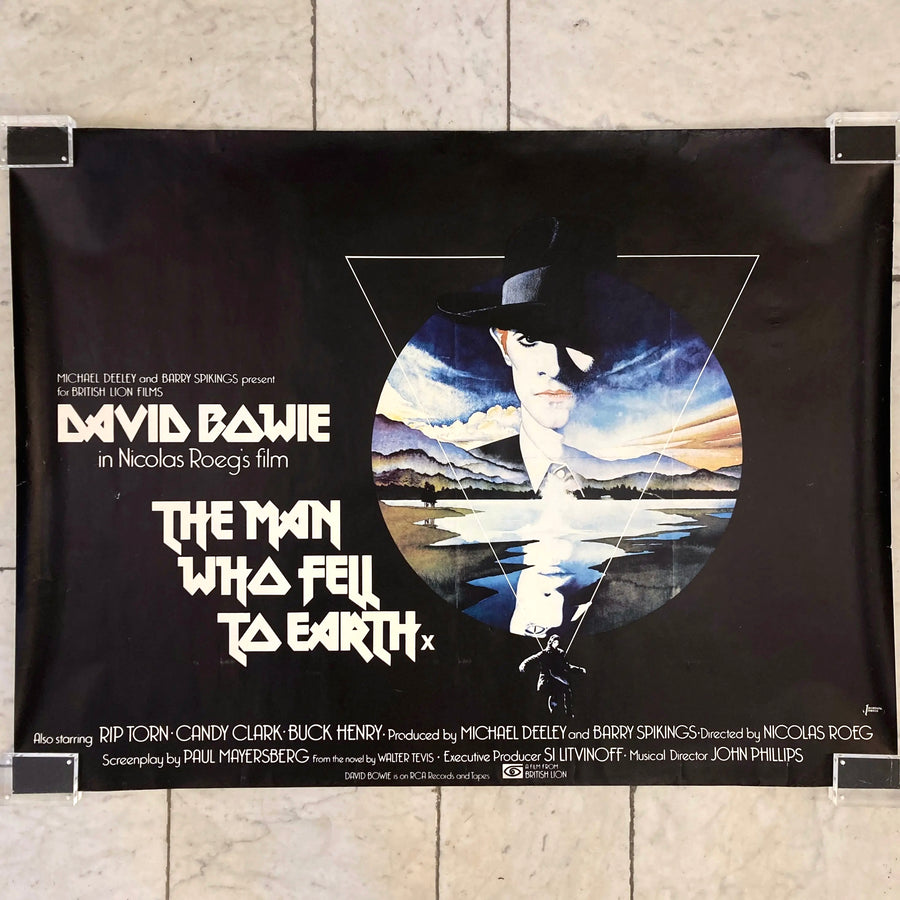 MICHAEL DEELEY and BARRY SPIKINGS present
for BRITISH LION FILMS
DAVID BOWIE
in Nicolas Roeg's film
THE MAN
WHO FELL
TO EARTH x
Also starring RIP TORN · CANDY CLARK · BUCK HENRY · Produced by MICHAEL DEELEY and BARRY SPIKINGS · Directed by NICOLAS ROEG
Screenplay by PAUL MAYERSBERG From the novel by WALTER TEVIS · Executive Producer SI LITVINOFF · Musical Director JOHN PHILLIPS
DAVID BOWIE is on RCA Records and Tapes
A FILM FROM
BRITISH LION